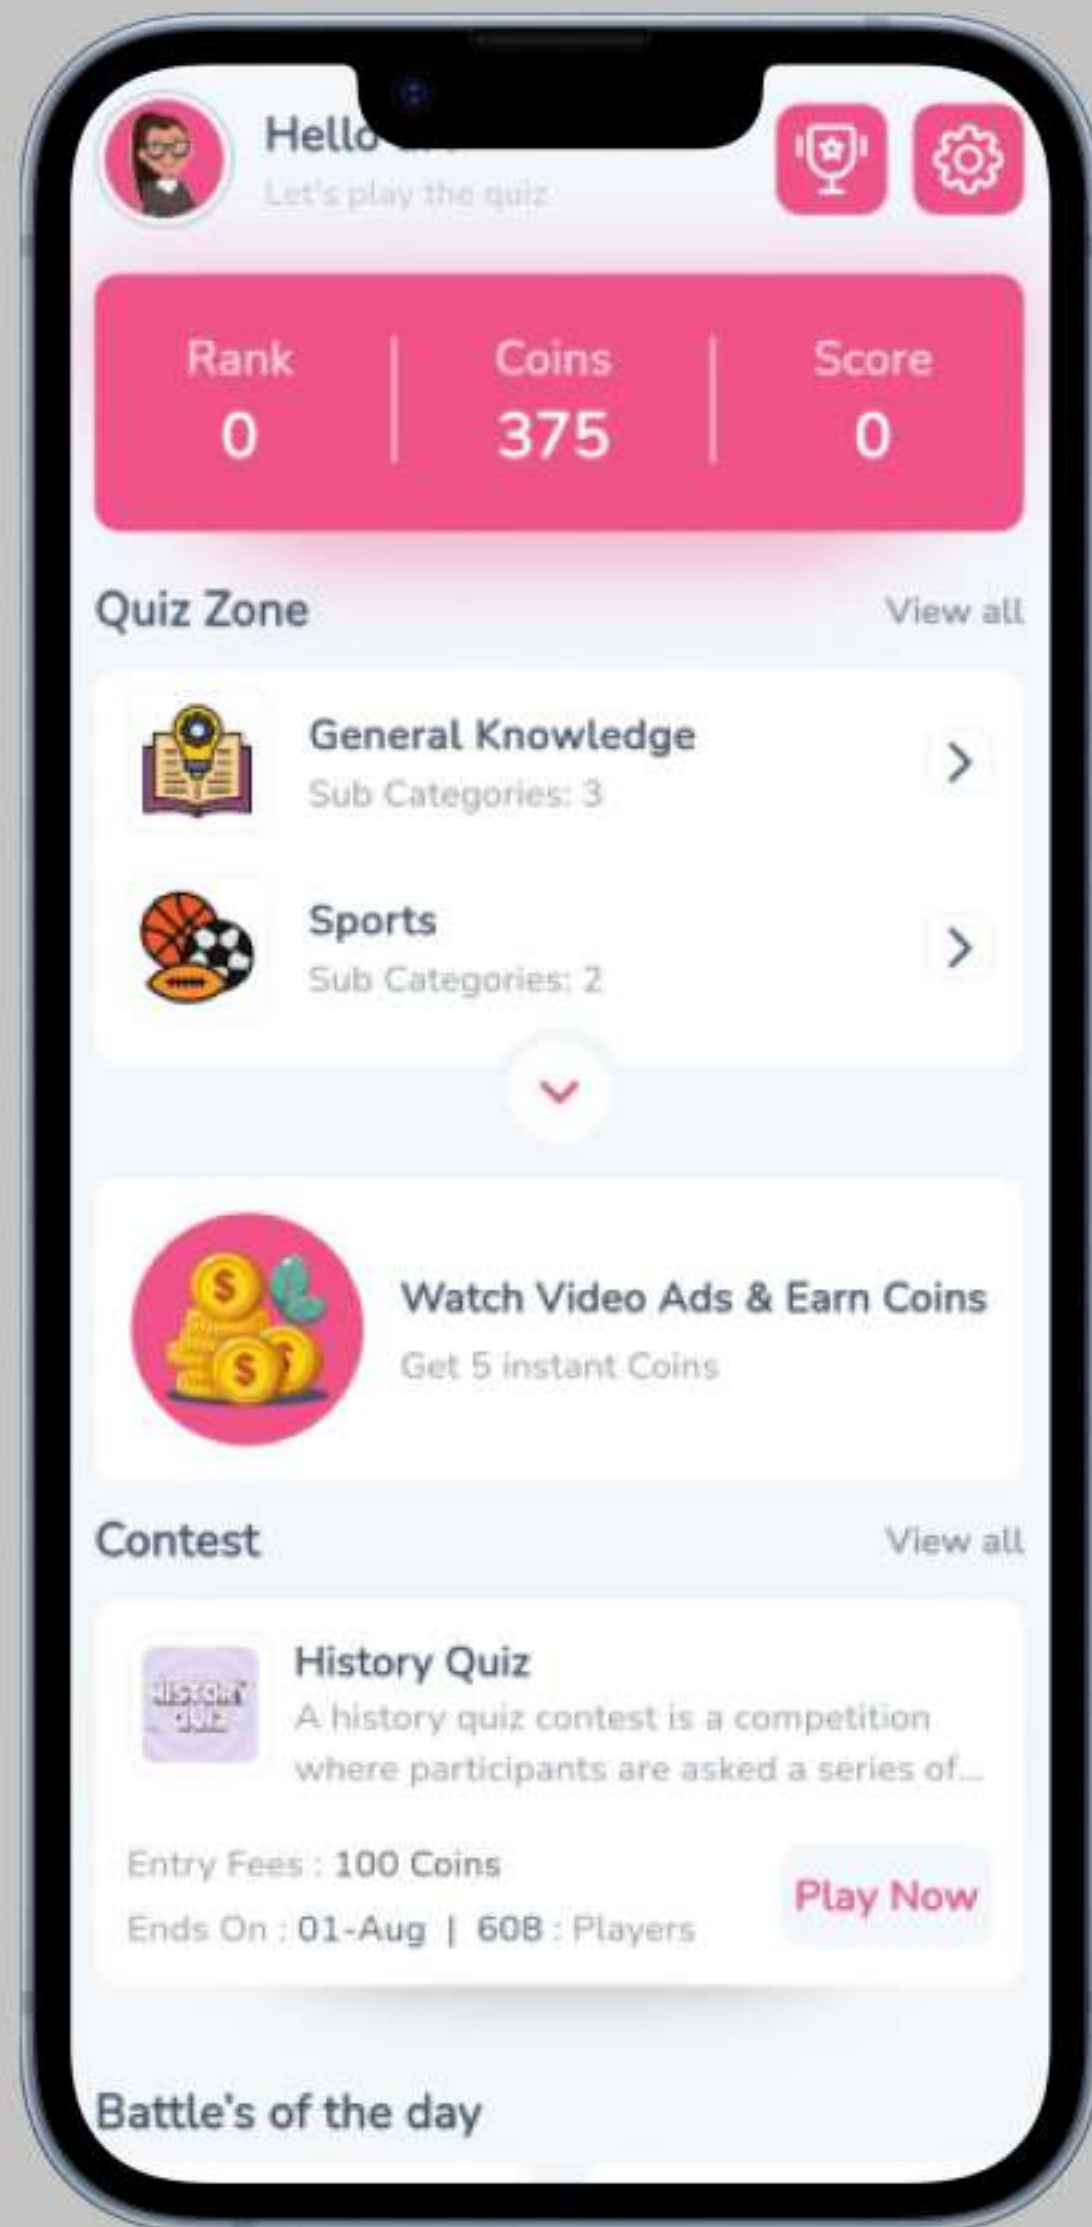 Hello
Let's play the quiz
Rank
Coins
Score
0
375
0
Quiz Zone
View all
General Knowledge
Sub Categories: 3
Sports
Sub Categories: 2
Watch Video Ads & Earn Coins
Get 5 instant Coins
Contest
View all
HISTORY
QUIZ
History Quiz
A history quiz contest is a competition
where participants are asked a series of...
Entry Fees : 100 Coins
Play Now
Ends On : 01-Aug | 608 : Players
Battle's of the day